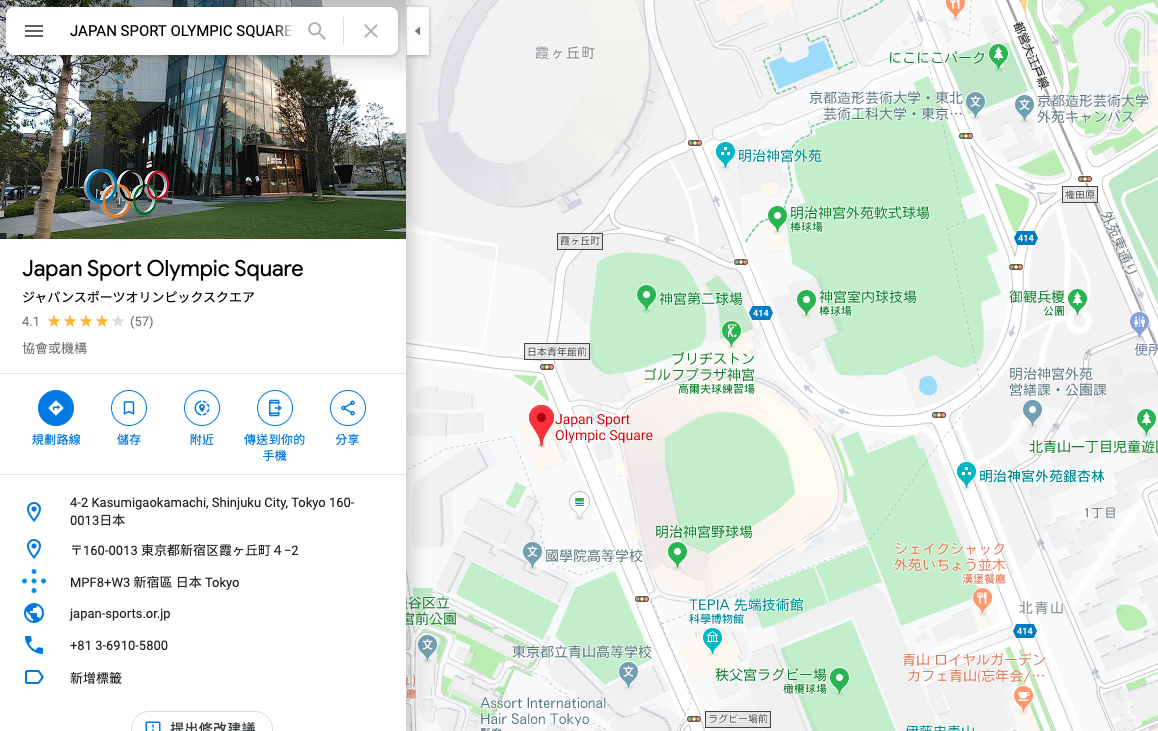 JAPAN SPORT OLYMPIC SQUARE
Japan Sport Olympic Square
ジャパンスポーツオリンピックスクエア
4.1 ★★★★★ (57)
協會或機構
規劃路線
儲存
附近
傳送到你的
手機
分享
4-2 Kasumigaokamachi, Shinjuku City, Tokyo 160-
0013日本
〒160-0013 東京都新宿区霞ヶ丘町４−２
MPF8+W3 新宿區 日本 Tokyo
japan-sports.or.jp
+81 3-6910-5800
新增標籤
提出修改建議
霞ヶ丘町
にこにこパーク
都営大江戸線
京都造形芸術大学・東北
芸術工科大学・東京…
京都造形芸術大学
外苑キャンパス
明治神宮外苑
権田原
明治神宮外苑軟式球場
棒球場
外苑東通り
霞ヶ丘町
414
神宮第二球場
神宮室内球技場
棒球場
御観兵榎
公園
414
便所
日本青年館前
ブリヂストン
ゴルフプラザ神宮
高爾夫球練習場
明治神宮外苑
営繕課・公園課
Japan Sport
Olympic Square
北青山一丁目児童遊園
明治神宮外苑銀杏林
1丁目
明治神宮野球場
國學院高等学校
シェイクシャック
外苑いちょう並木
漢堡餐廳
TEPIA 先端技術館
科學博物館
北青山
谷区立
宮前公園
414
東京都立青山高等学校
青山 ロイヤルガーデン
カフェ青山(忘年会/…
秩父宮ラグビー場
橄欖球場
Assort International
Hair Salon Tokyo
ラグビー場前
伊藤忠青山